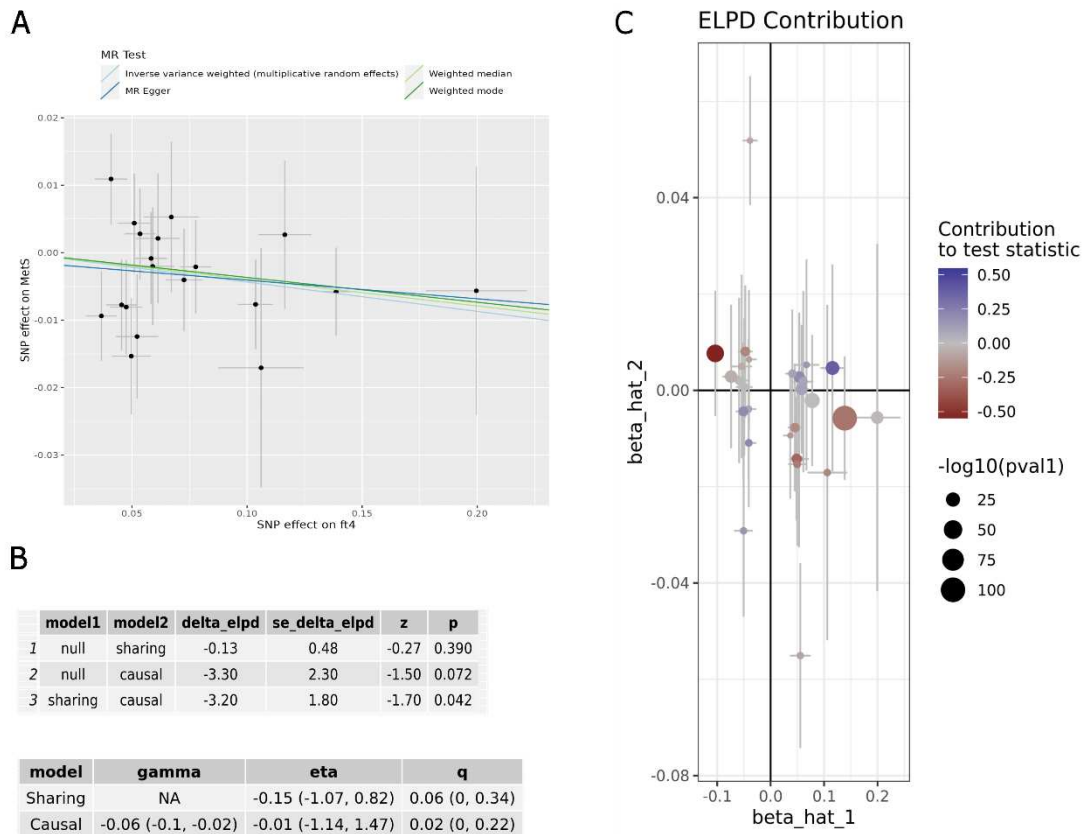 A
MR Test
Inverse variance weighted (multiplicative random effects)
Weighted median
MR Egger
Weighted mode
0.02
0.01
0.00
-0.01
-0.02
-0.03
SNP effect on MetS
0.05
0.10
0.15
0.20
SNP effect on ft4
B
model1 model2 delta_elpd se_delta_elpd z p
1 null sharing -0.13 0.48 -0.27 0.390
2 null causal -3.30 2.30 -1.50 0.072
3 sharing causal -3.20 1.80 -1.70 0.042
model gamma eta q
Sharing NA -0.15 (-1.07, 0.82) 0.06 (0, 0.34)
Causal -0.06 (-0.1, -0.02) -0.01 (-1.14, 1.47) 0.02 (0, 0.22)
C
ELPD Contribution
0.04
0.00
-0.04
-0.08
beta_hat_2
-0.1 0.0 0.1 0.2
beta_hat_1
Contribution
to test statistic
0.50
0.25
0.00
-0.25
-0.50
-log10(pval1)
25
50
75
100